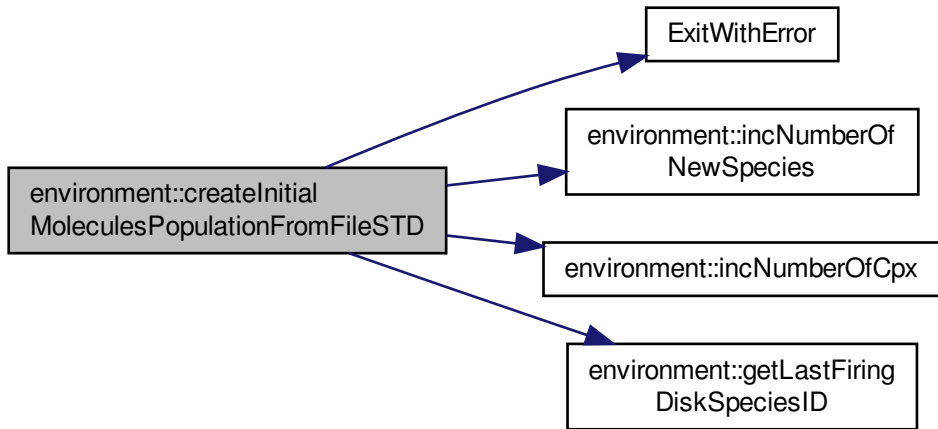 environment::createInitial
MoleculesPopulationFromFileSTD
ExitWithError
environment::incNumberOf
NewSpecies
environment::incNumberOfCpx
environment::getLastFiring
DiskSpeciesID